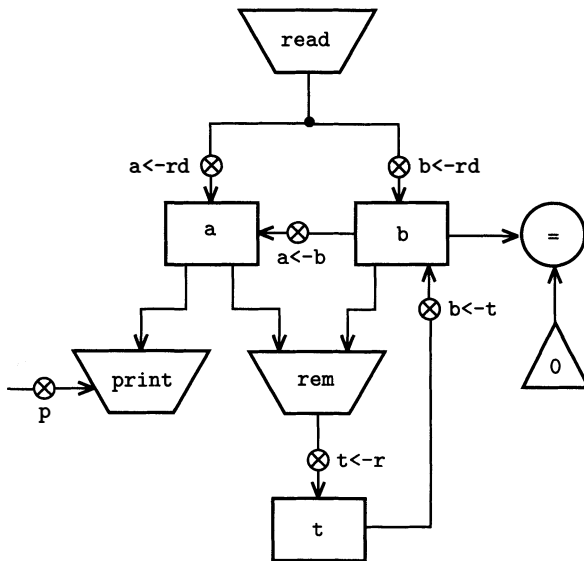 read
a<-rd
b<-rd
a
a<-b
b
=
b<-t
print
rem
0
p
t<-r
t